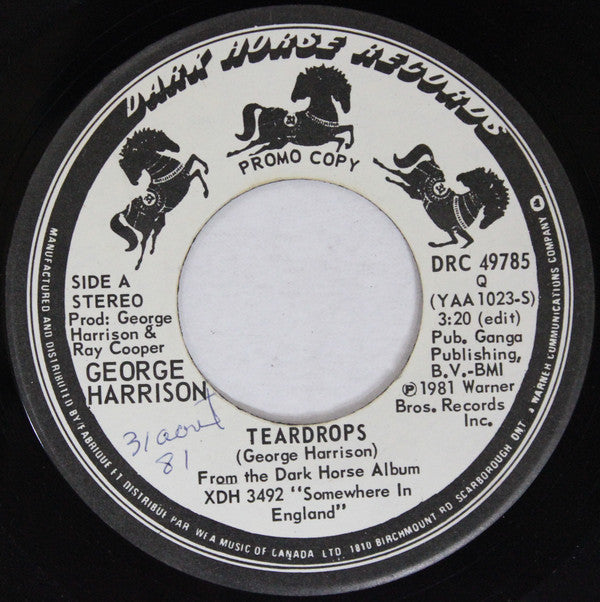 DARK HORSE RECORDS
PROMO COPY
SIDE A
STEREO
Prod: George
Harrison &
Ray Cooper
GEORGE
HARRISON
DRC 49785
Q
(YAA 1023-S)
3:20 (edit)
Pub. Ganga
Publishing,
B.V.-BMI
℗1981 Warner
Bros. Records
Inc.
31 aout
81
TEARDROPS
(George Harrison)
From the Dark Horse Album
XDH 3492 "Somewhere In
England"
MANUFACTURED AND DISTRIBUTED BY/FABRIQUE ET DISTRIBUÉ PAR WEA MUSIC OF CANADA LTD. 1810 BIRCHMOUNT RD SCARBOROUGH ONT A WARNER COMMUNICATIONS COMPANY